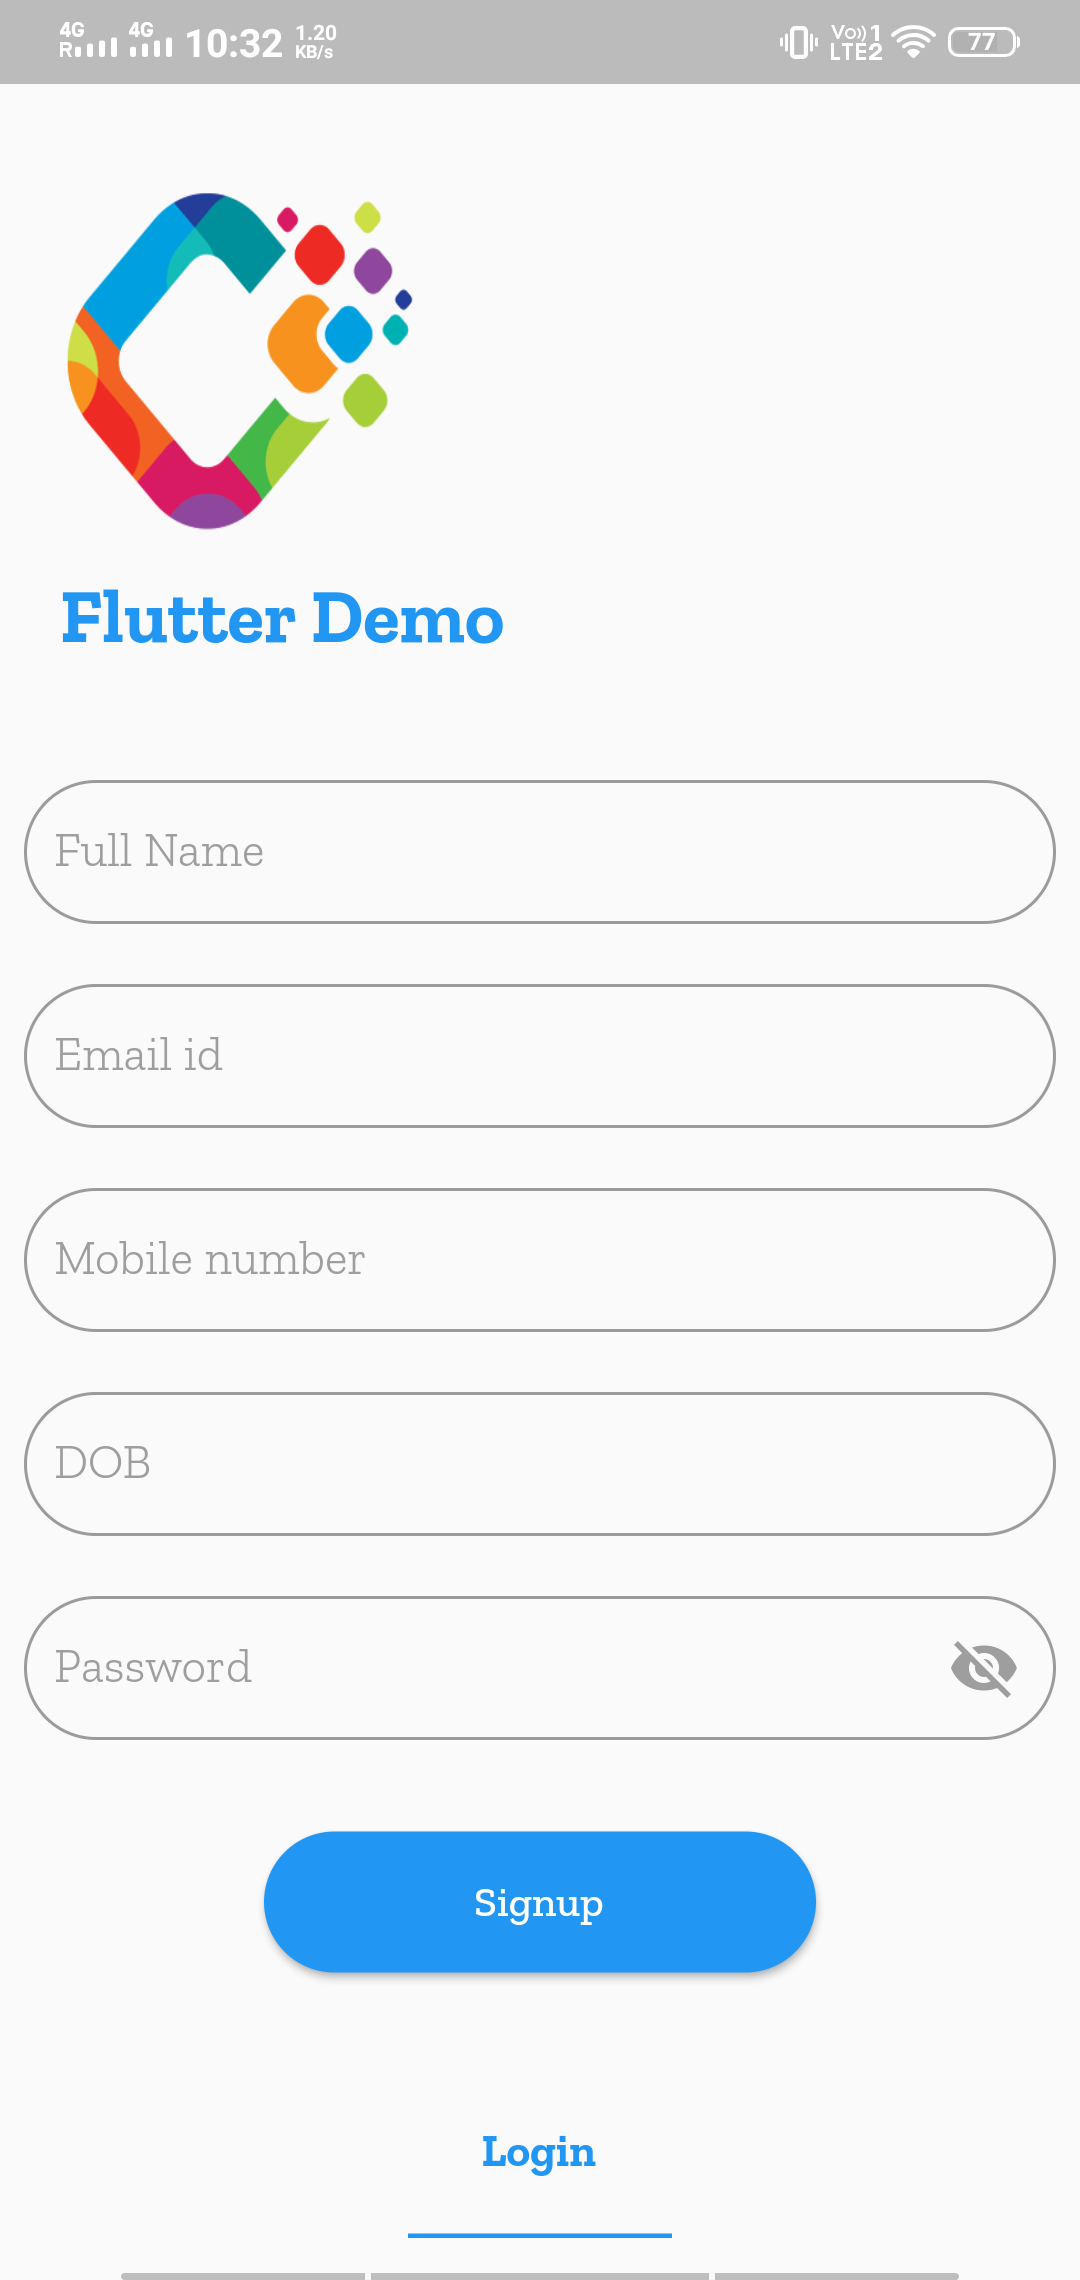 4G 4G 10:32 1.20 Vo)) 1
R KB/s LTE2 77
Flutter Demo
Full Name
Email id
Mobile number
DOB
Password
Signup
Login